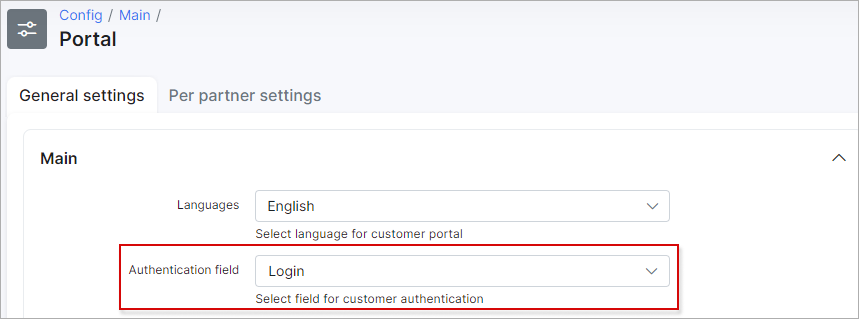 Config / Main /
Portal
General settings Per partner settings
Main
Languages English
Select language for customer portal
Authentication field Login
Select field for customer authentication